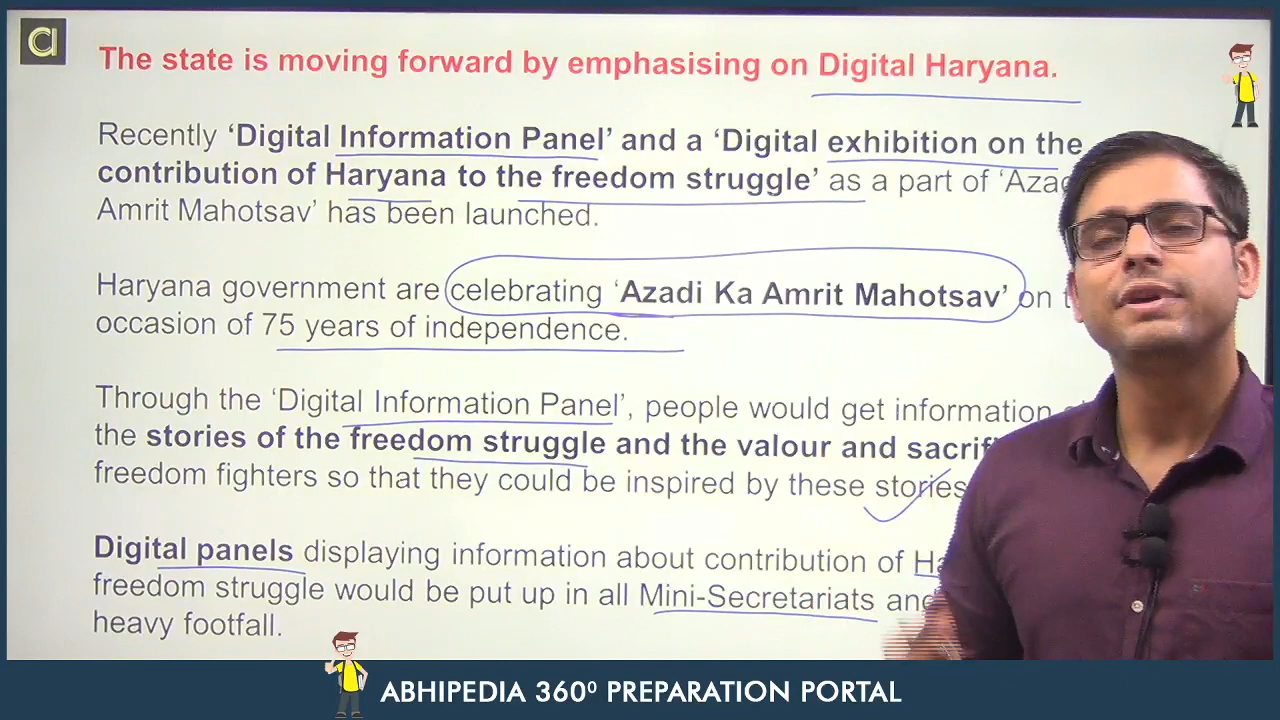 The state is moving forward by emphasising on Digital Haryana.
Recently ‘Digital Information Panel’ and a ‘Digital exhibition on the
contribution of Haryana to the freedom struggle’ as a part of
Amrit Mahotsav’ has been launched.
Haryana government are celebrating ‘Azadi Ka Amrit Mahotsav’ on
occasion of 75 years of independence.
Through the ‘Digital Information Panel’, people would get information
the stories of the freedom struggle and the valour and
freedom fighters so that they could be inspired by these stories
Digital panels displaying information about contribution of
freedom struggle would be put up in all Mini-Secretariats and
heavy footfall.
ABHIPEDIA 360⁰ PREPARATION PORTAL